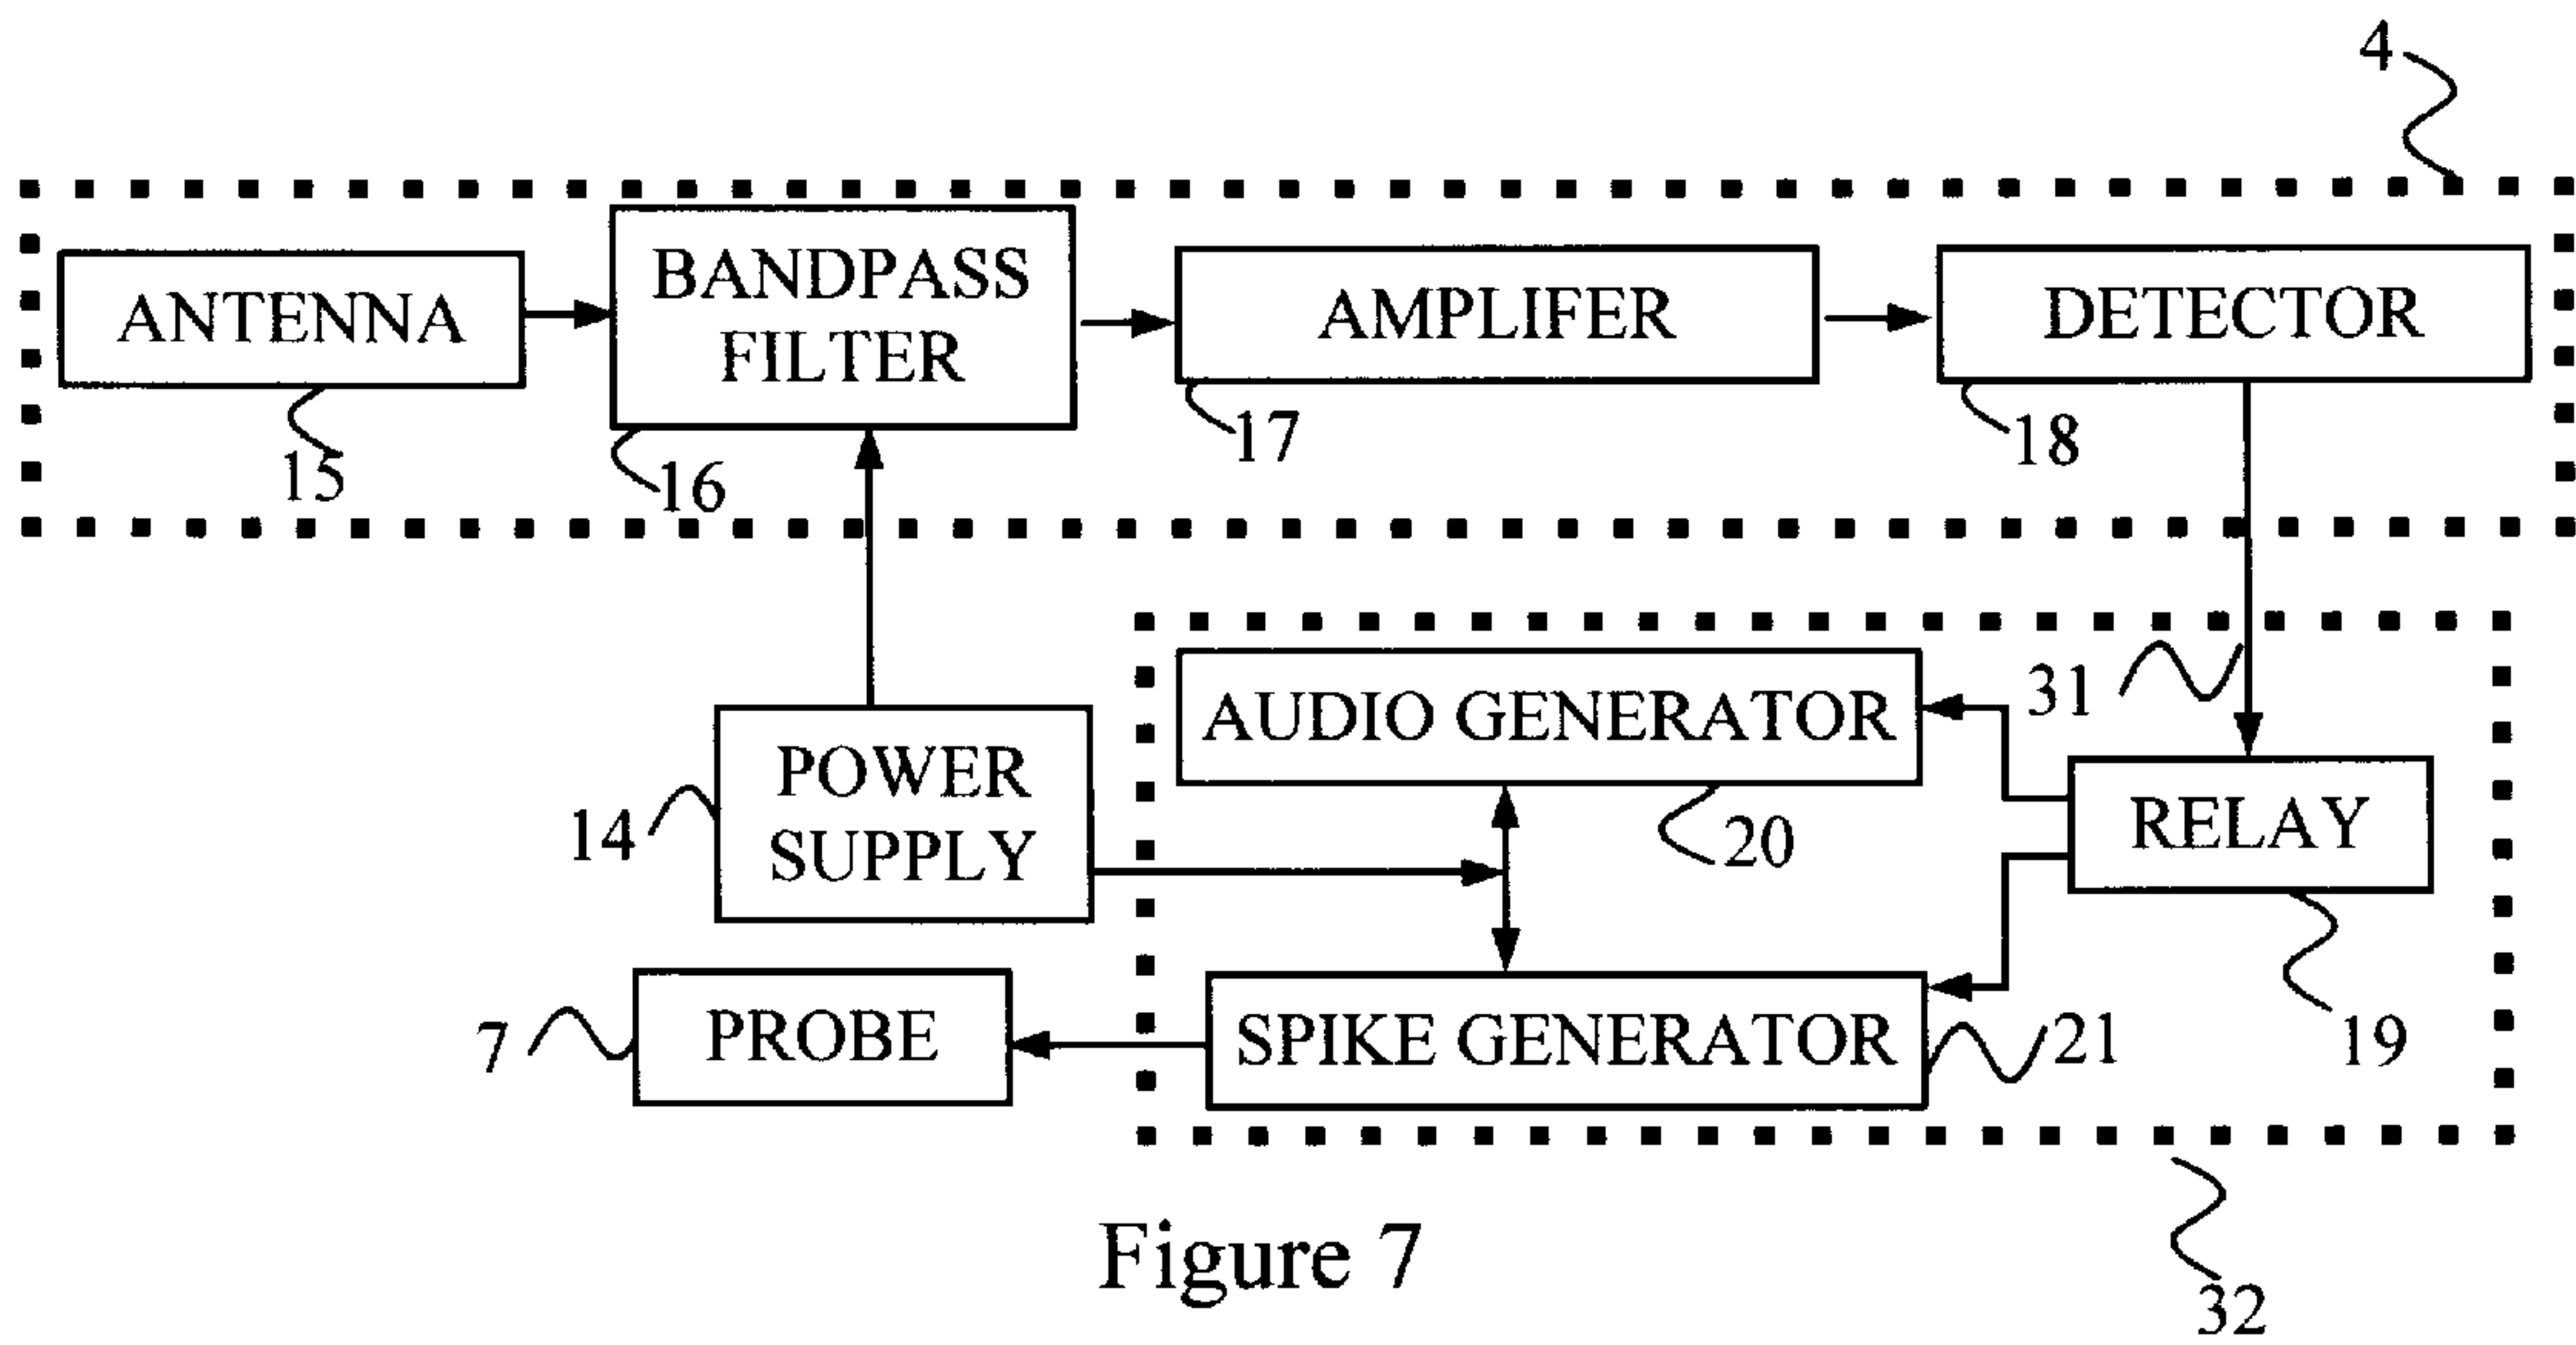 4
ANTENNA
BANDPASS
FILTER
AMPLIFER
DETECTOR
15
16
17
18
31
POWER
SUPPLY
14
AUDIO GENERATOR
20
RELAY
19
PROBE
7
SPIKE GENERATOR
21
Figure 7
32